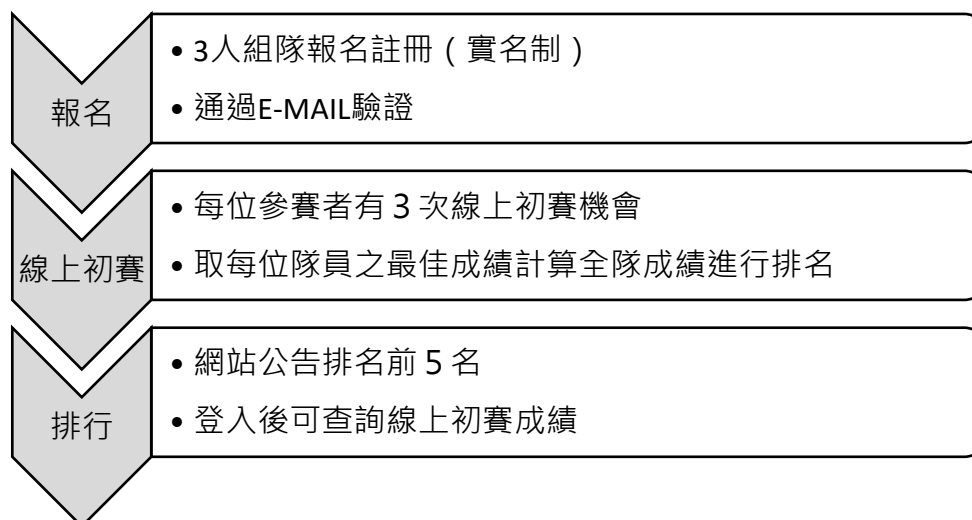 報名
• 3人組隊報名註冊（實名制）
• 通過E-MAIL驗證
線上初賽
• 每位參賽者有 3 次線上初賽機會
• 取每位隊員之最佳成績計算全隊成績進行排名
排行
• 網站公告排名前 5 名
• 登入後可查詢線上初賽成績